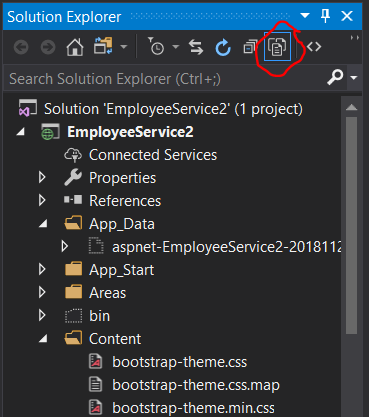 Solution Explorer
Search Solution Explorer (Ctrl+;)
Solution 'EmployeeService2' (1 project)
EmployeeService2
Connected Services
Properties
References
App_Data
aspnet-EmployeeService2-2018112
App_Start
Areas
bin
Content
bootstrap-theme.css
bootstrap-theme.css.map
bootstrap-theme.min.css